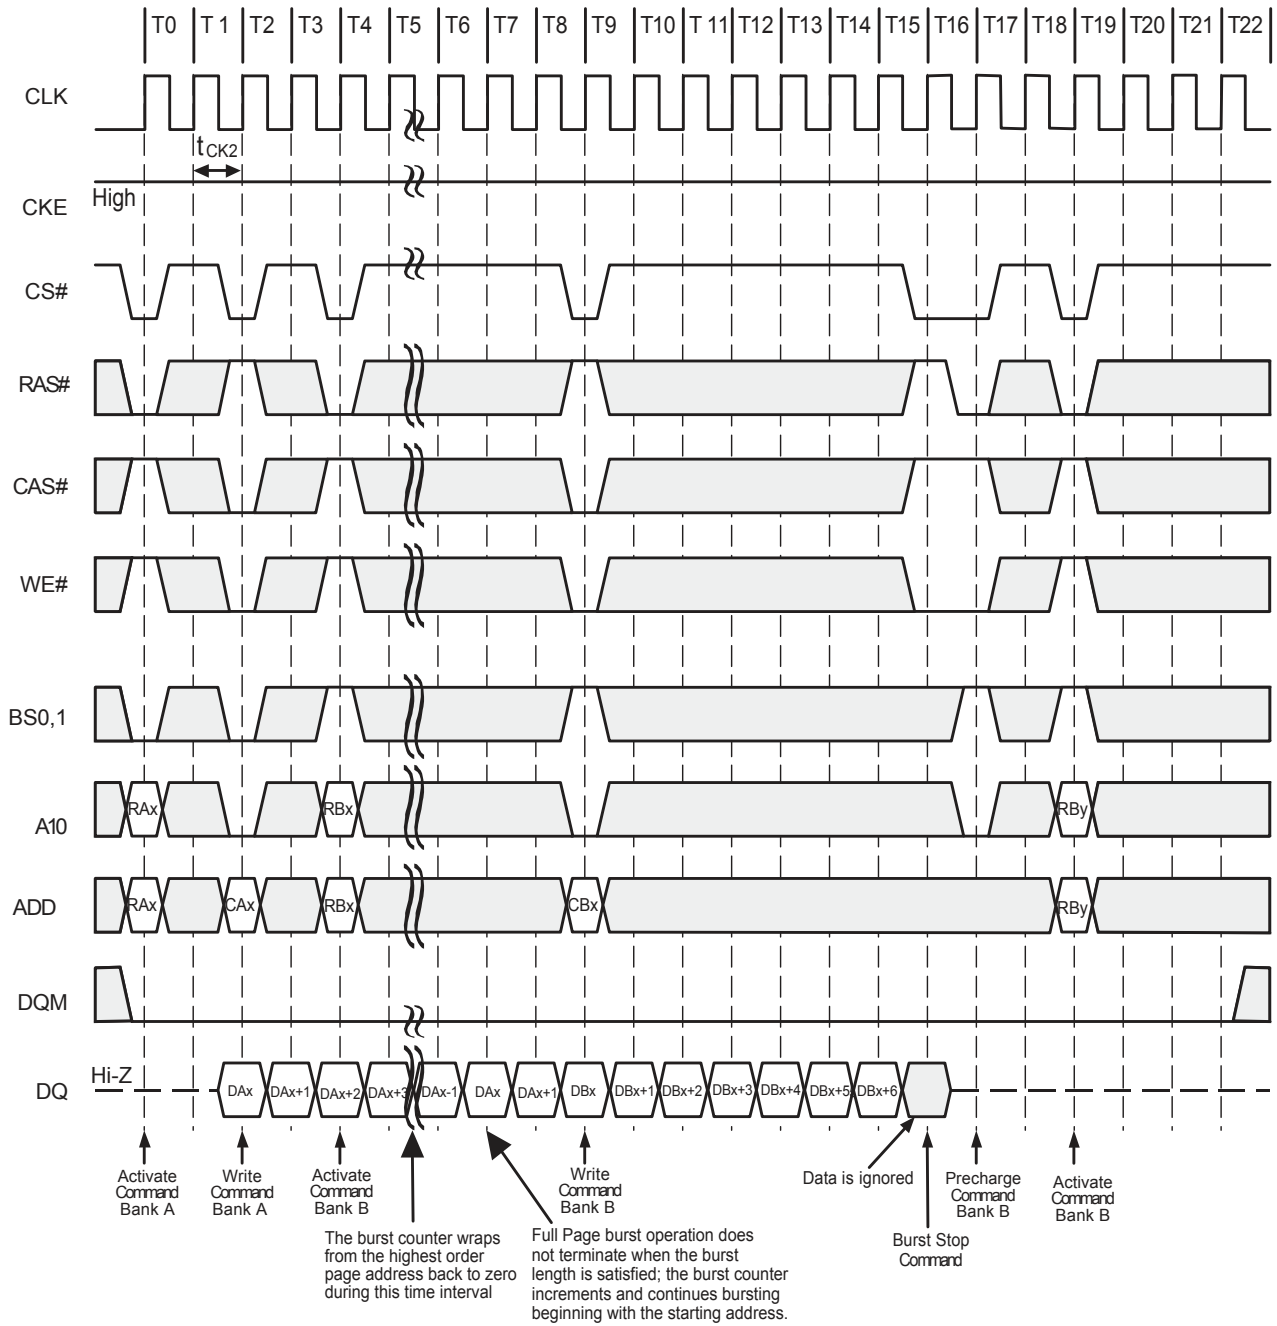 T0 T 1 T2 T3 T4 T5 T6 T7 T8 T9 T10 T 11 T12 T13 T14 T15 T16 T17 T18 T19 T20 T21 T22
CLK
tCK2
High
CKE
CS#
RAS#
CAS#
WE#
BS0,1
A10
RAx RBx RBy
ADD
RAx CAx RBx CBx RBy
DQM
Hi-Z
DQ
DAx DAx+1 DAx+2 DAx+3 DAx-1 DAx DAx+1 DBx DBx+1 DBx+2 DBx+3 DBx+4 DBx+5 DBx+6
Activate
Command
Bank A
Write
Command
Bank A
Activate
Command
Bank B
The burst counter wraps
from the highest order
page address back to zero
during this time interval
Full Page burst operation does
not terminate when the burst
length is satisfied; the burst counter
increments and continues bursting
beginning with the starting address.
Write
Command
Bank B
Data is ignored
Burst Stop
Command
Precharge
Command
Bank B
Activate
Command
Bank B